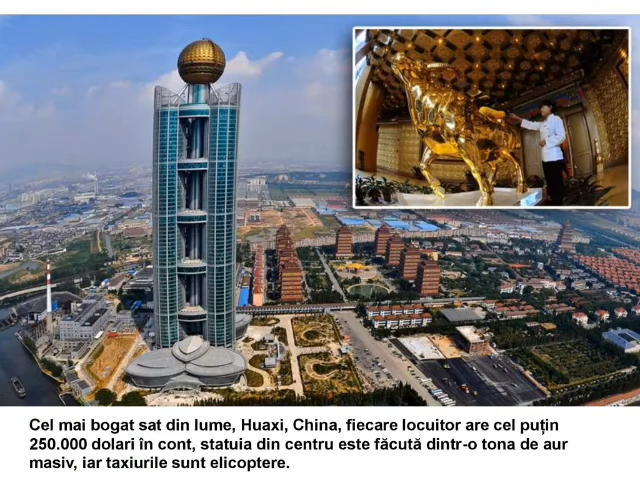 Cel mai bogat sat din lume, Huaxi, China, fiecare locuitor are cel puțin
250.000 dolari în cont, statuia din centru este făcută dintr-o tona de aur
masiv, iar taxiurile sunt elicoptere.